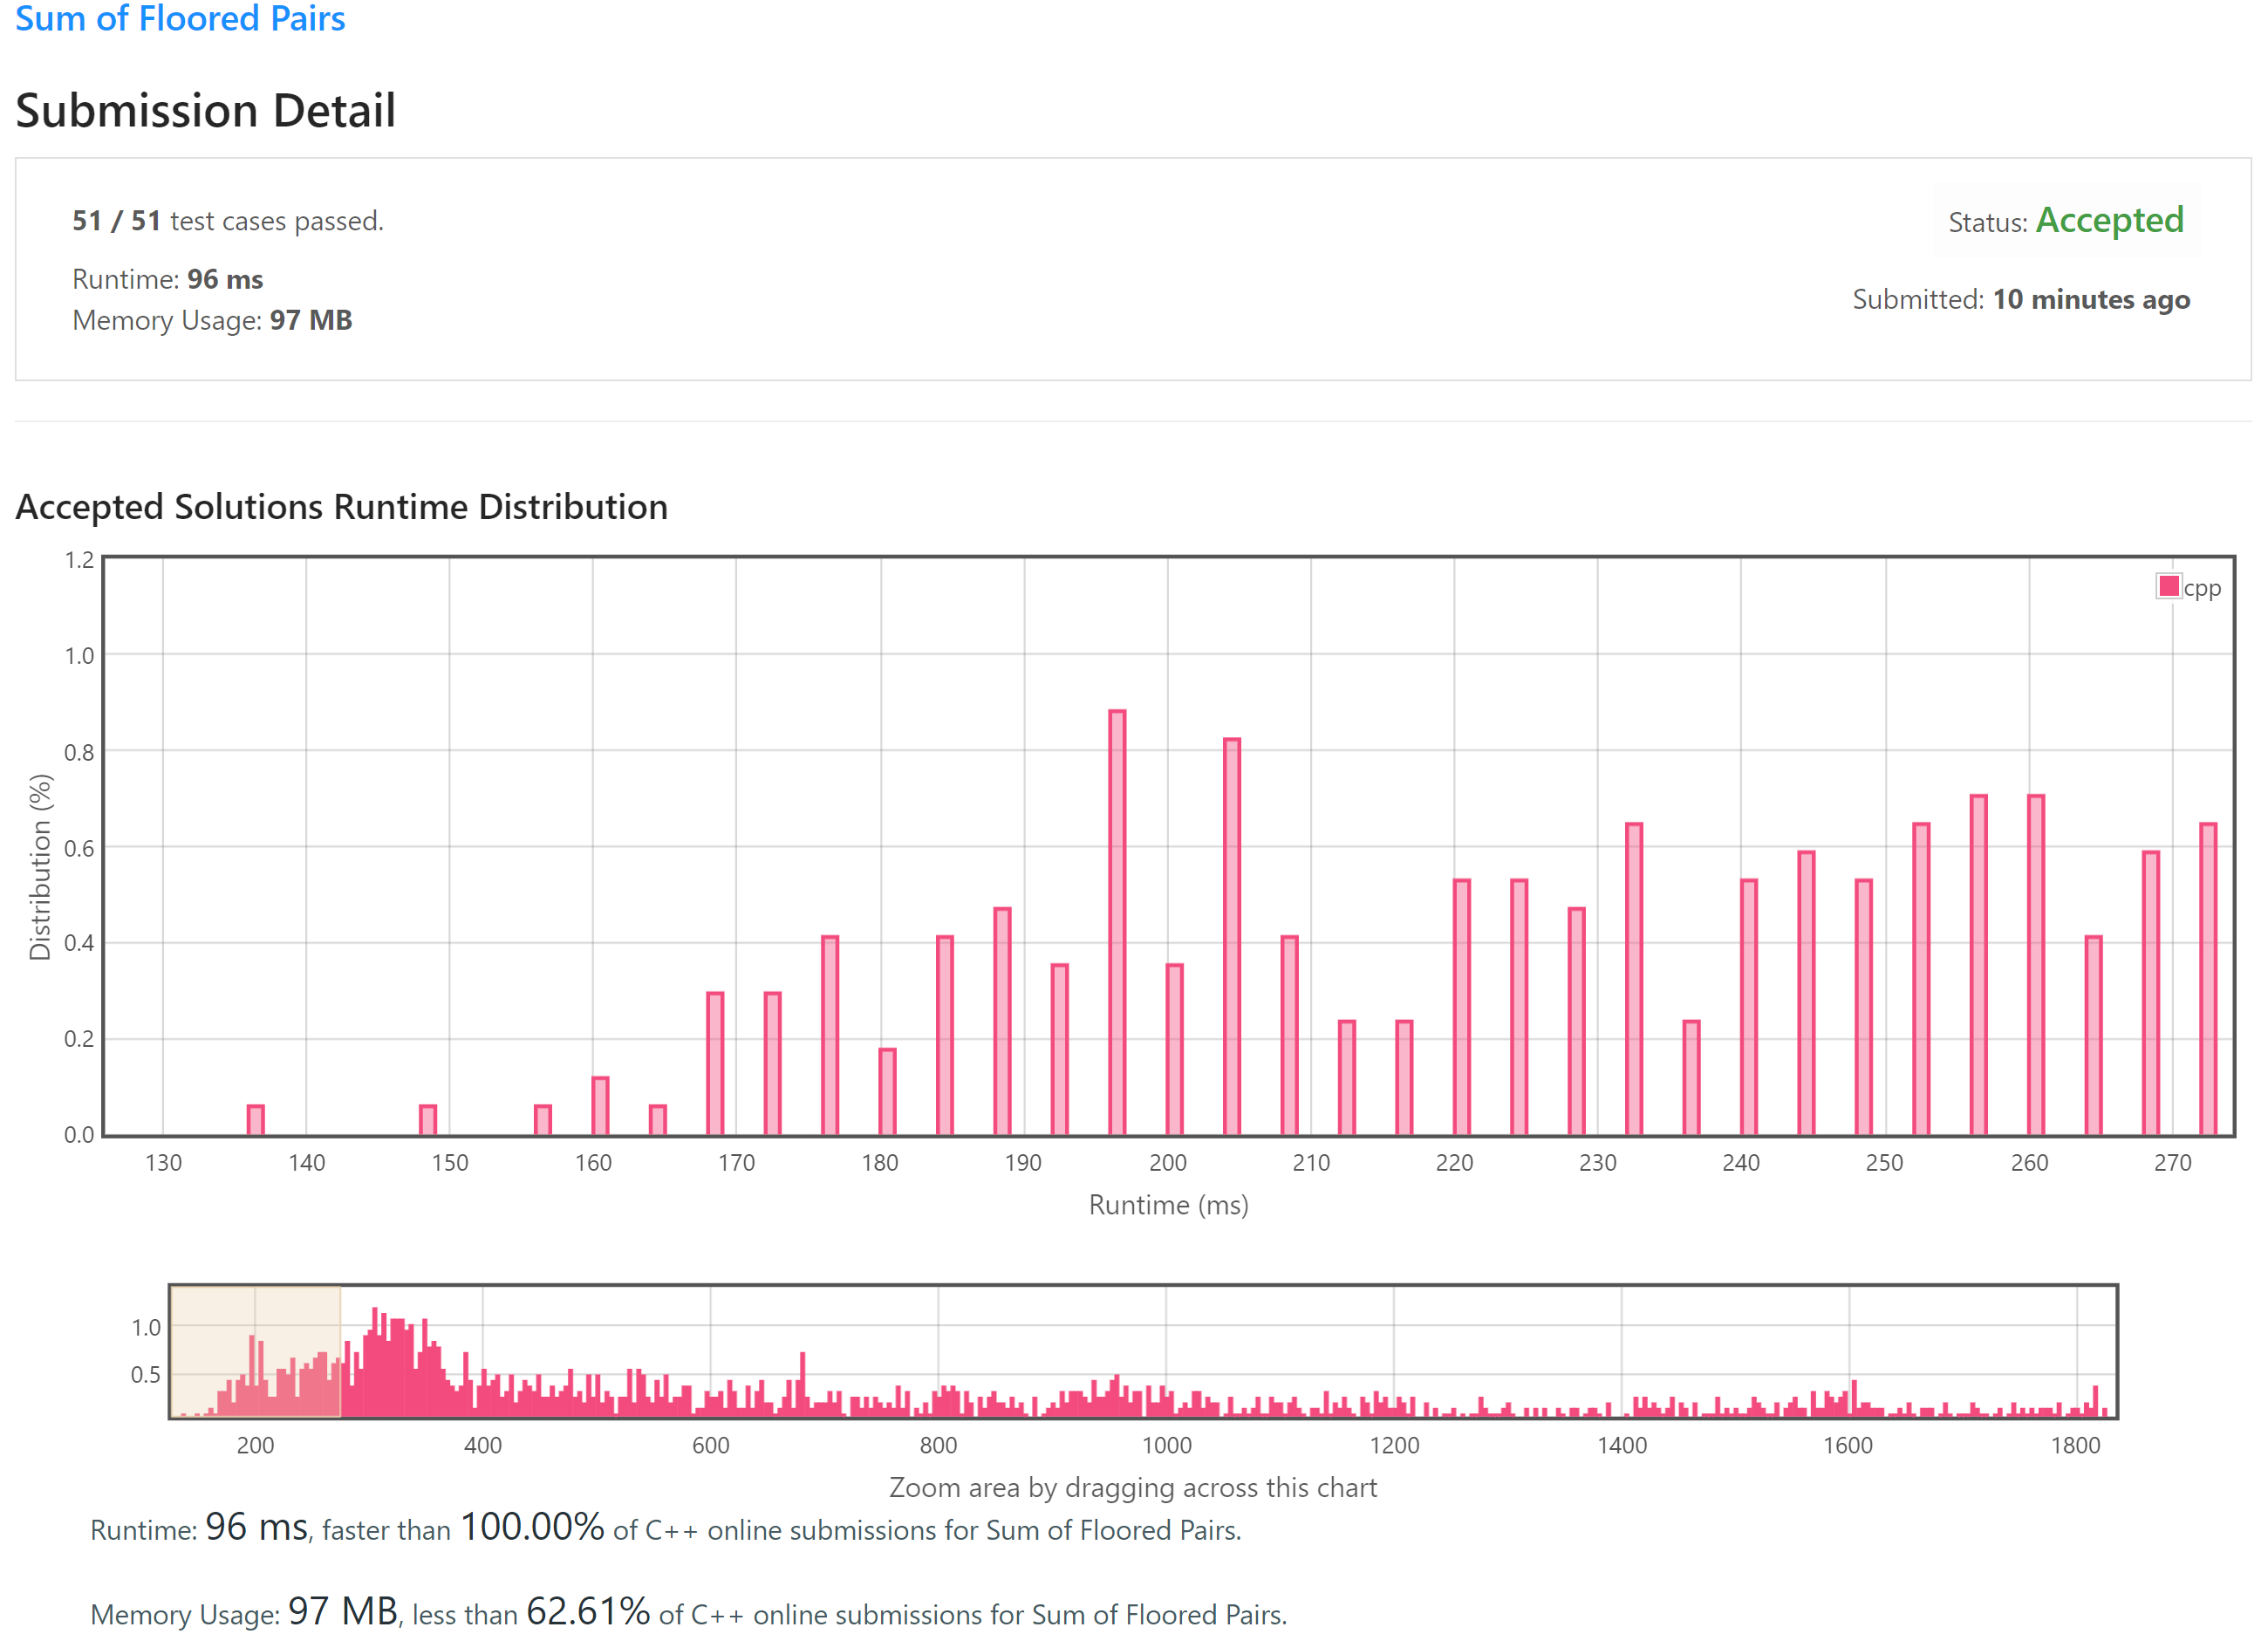 Sum of Floored Pairs
Submission Detail
51 / 51 test cases passed.
Status: Accepted
Runtime: 96 ms
Submitted: 10 minutes ago
Memory Usage: 97 MB
Accepted Solutions Runtime Distribution
1.2
cpp
1.0
0.8
0.6
0.4
0.2
0.0
Distribution (%)
130 140 150 160 170 180 190 200 210 220 230 240 250 260 270
Runtime (ms)
1.0
0.5
200 400 600 800 1000 1200 1400 1600 1800
Zoom area by dragging across this chart
Runtime: 96 ms, faster than 100.00% of C++ online submissions for Sum of Floored Pairs.
Memory Usage: 97 MB, less than 62.61% of C++ online submissions for Sum of Floored Pairs.